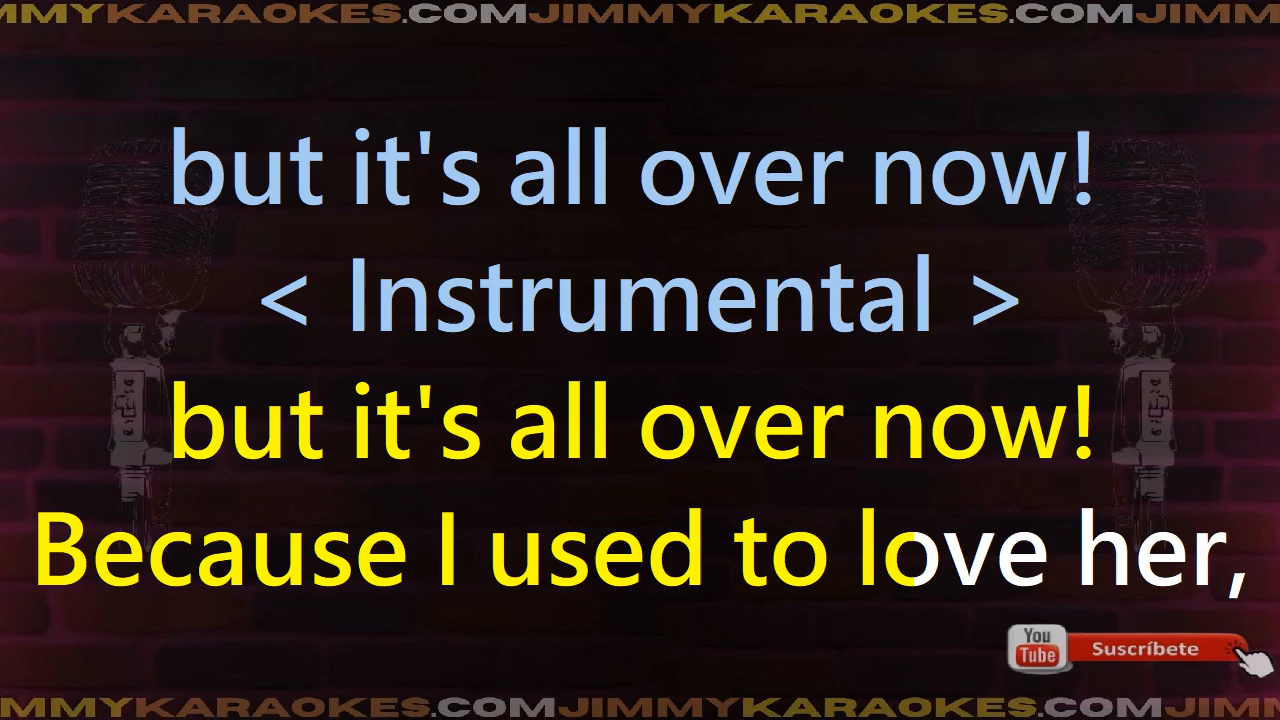 MMYKARAOKES.COMJIMMYKARAOKES.COMJIMM
but it's all over now!
< Instrumental >
but it's all over now!
Because I used to love her,
You
Tube
Suscríbete
MMYKARAOKES.COMJIMMYKARAOKES.COMJIMM